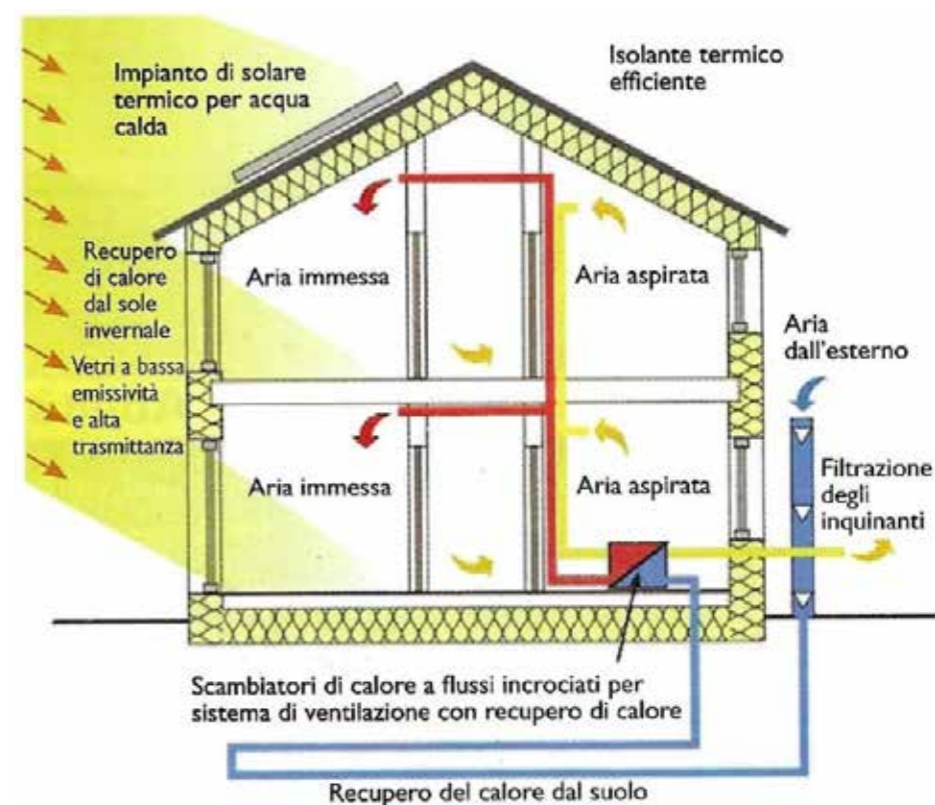 Impianto di solare
termico per acqua
calda
Isolante termico
efficiente
Recupero
di calore
dal sole
invernale
Vetri a bassa
emissività
e alta
trasmittanza
Aria immessa
Aria aspirata
Aria
dall'esterno
Aria immessa
Aria aspirata
Filtrazione
degli
inquinanti
Scambiatori di calore a flussi incrociati per
sistema di ventilazione con recupero di calore
Recupero del calore dal suolo